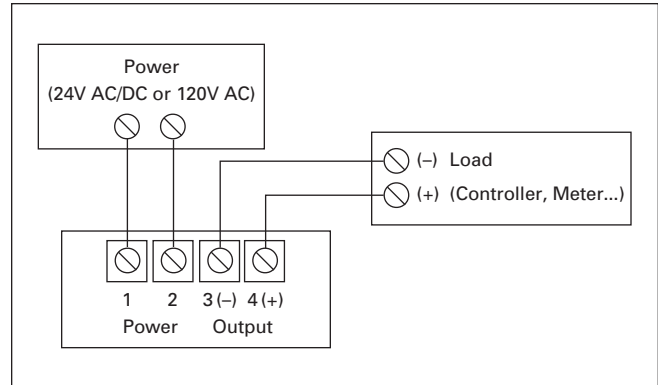 Power
(24V AC/DC or 120V AC)
(–) Load
(+) (Controller, Meter...)
1 2 3 (–) 4 (+)
Power Output